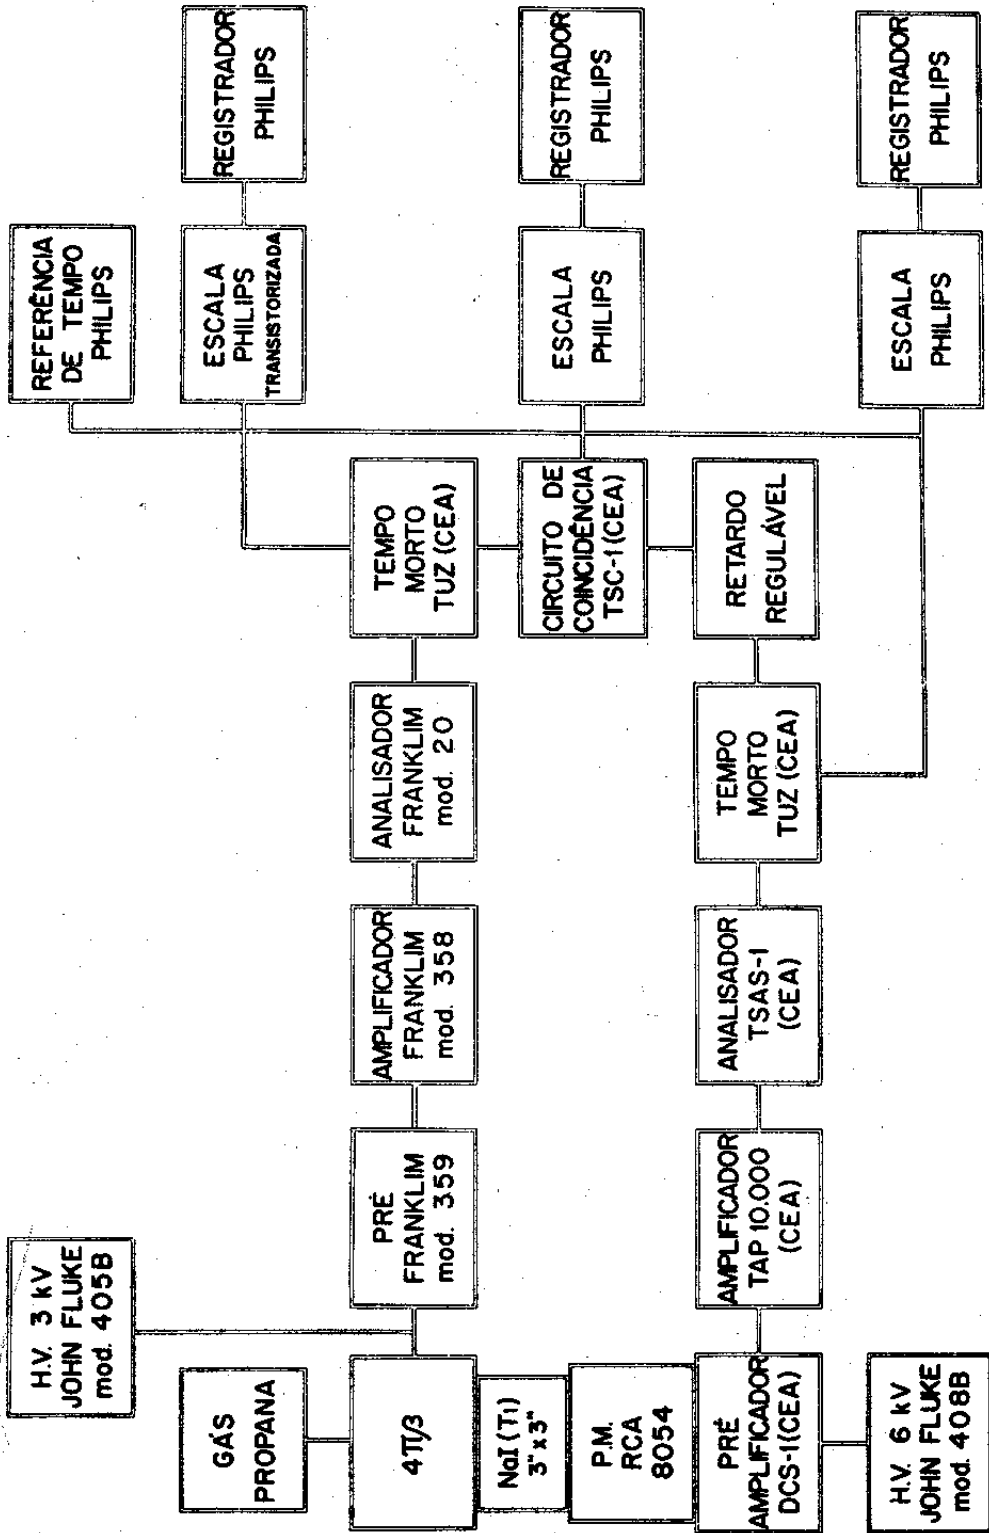 H.V. 3 kV
JOHN FLUKE
mod. 405B
REFERÊNCIA
DE TEMPO
PHILIPS
GÁS
PROPANA
ESCALA
PHILIPS
TRANSISTORIZADA
REGISTRADOR
PHILIPS
4πβ
PRÉ
FRANKLIM
mod. 359
AMPLIFICADOR
FRANKLIM
mod. 358
ANALISADOR
FRANKLIM
mod. 20
TEMPO
MORTO
TUZ (CEA)
NaI (Tl)
3" x 3"
CIRCUITO DE
COINCIDÊNCIA
TSC-1 (CEA)
ESCALA
PHILIPS
REGISTRADOR
PHILIPS
P.M.
RCA
8054
PRÉ
AMPLIFICADOR
DCS-1 (CEA)
AMPLIFICADOR
TAP 10.000
(CEA)
ANALISADOR
TSAS-1
(CEA)
TEMPO
MORTO
TUZ (CEA)
RETARDO
REGULÁVEL
H.V. 6 kV
JOHN FLUKE
mod. 408B
ESCALA
PHILIPS
REGISTRADOR
PHILIPS